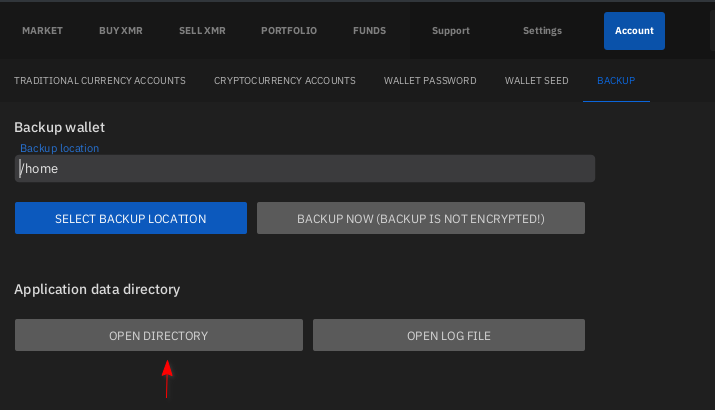 MARKET BUY XMR SELL XMR PORTFOLIO FUNDS Support Settings Account
TRADITIONAL CURRENCY ACCOUNTS CRYPTOCURRENCY ACCOUNTS WALLET PASSWORD WALLET SEED BACKUP
Backup wallet
Backup location
/home
SELECT BACKUP LOCATION BACKUP NOW (BACKUP IS NOT ENCRYPTED!)
Application data directory
OPEN DIRECTORY OPEN LOG FILE